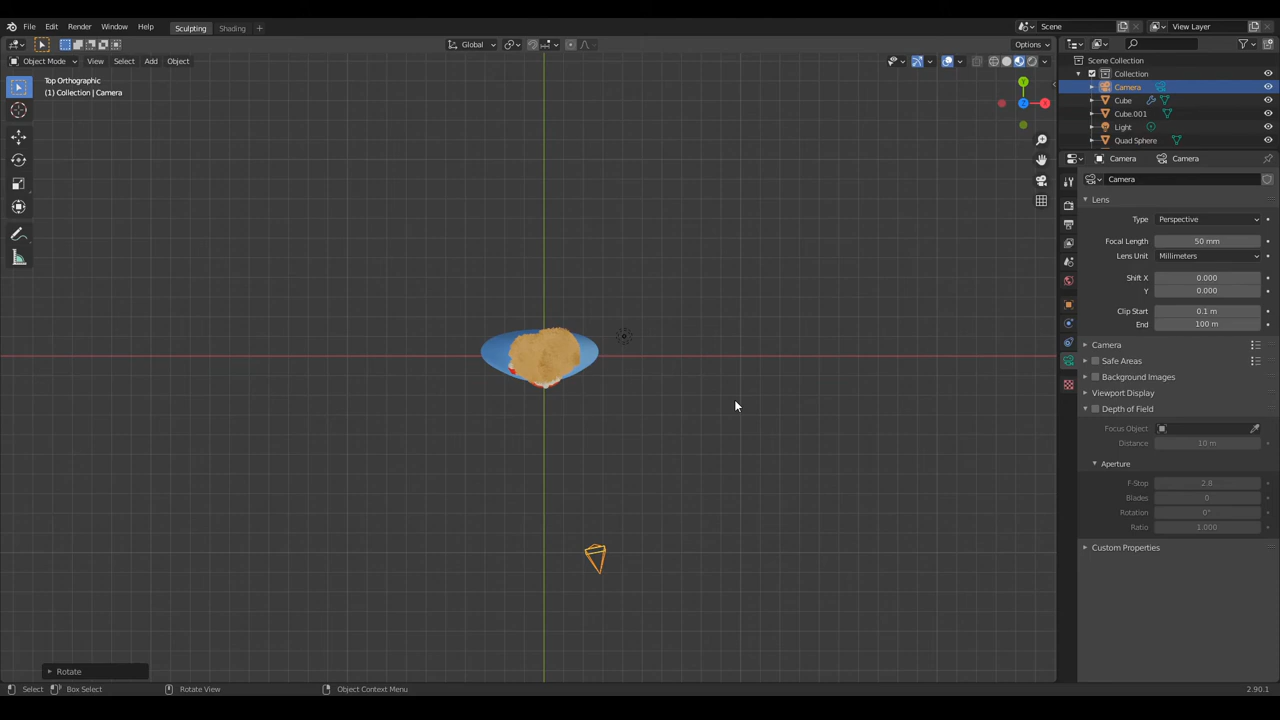 File Edit Render Window Help Sculpting Shading + Scene View Layer
Global Options
Object Mode View Select Add Object
Top Orthographic
(1) Collection | Camera
Y
X
Z
Scene Collection
Collection
Camera
Cube
Cube.001
Light
Quad Sphere
Camera Camera
Camera
Lens
Type Perspective
Focal Length 50 mm
Lens Unit Millimeters
Shift X 0.000
Y 0.000
Clip Start 0.1 m
End 100 m
Camera
Safe Areas
Background Images
Viewport Display
Depth of Field
Focus Object
Distance 10 m
Aperture
F-Stop 2.8
Blades 0
Rotation 0°
Ratio 1.000
Custom Properties
Rotate
Select Box Select Rotate View Object Context Menu 2.90.1